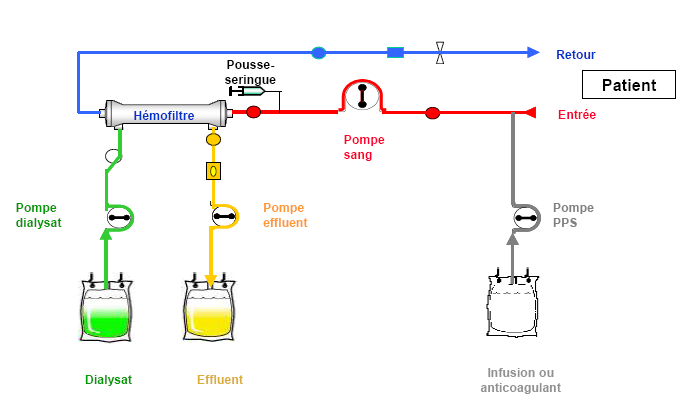 Retour
Pousse-
seringue
Patient
Hémofiltre
Entrée
Pompe
sang
Pompe
dialysat
Pompe
effluent
Pompe
PPS
Dialysat
Effluent
Infusion ou
anticoagulant